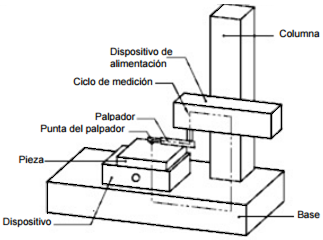 Columna
Dispositivo de
alimentación
Ciclo de medición
Palpador
Punta del palpador
Pieza
Dispositivo
Base